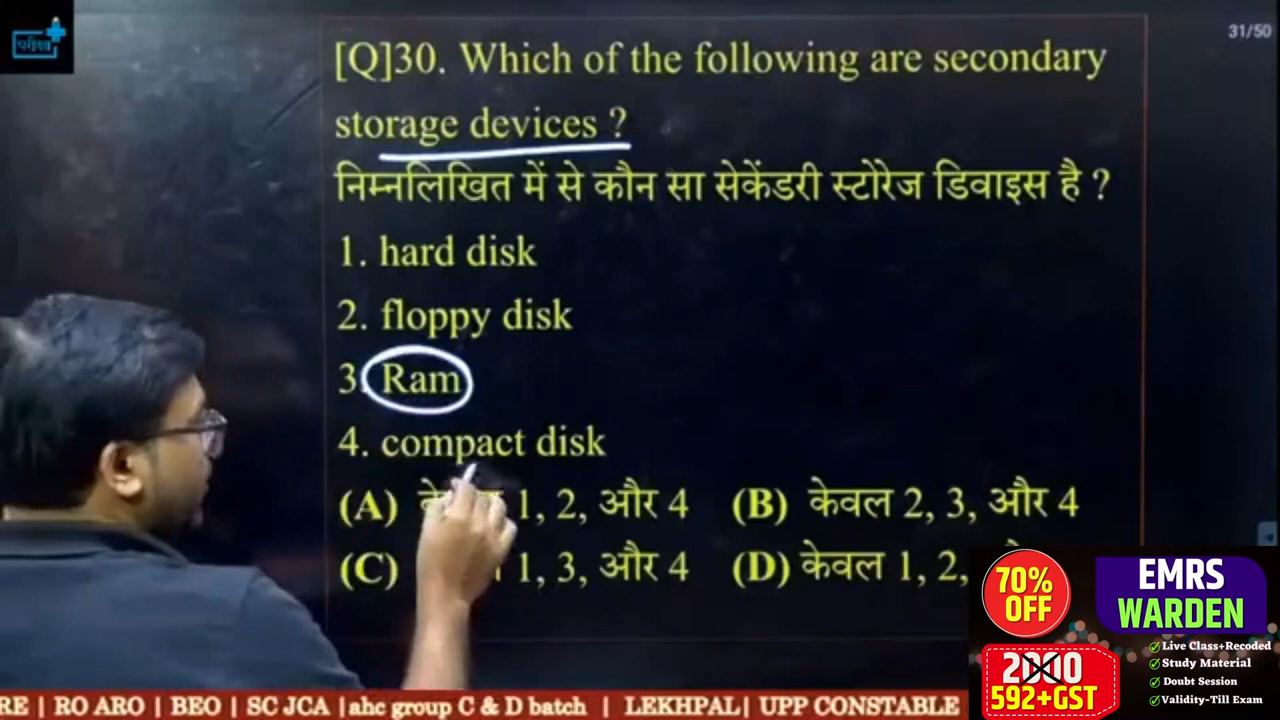 परीक्षा
31/50
[Q]30. Which of the following are secondary
storage devices ?
निम्नलिखित में से कौन सा सेकेंडरी स्टोरेज डिवाइस है ?
1. hard disk
2. floppy disk
3. Ram
4. compact disk
(A) 1, 2, और 4 (B) केवल 2, 3, और 4
(C) 1, 3, और 4 (D) केवल 1, 2,
70%
OFF
EMRS
WARDEN
2000
592+GST
Live Class+Recoded
Study Material
Doubt Session
Validity-Till Exam
RE | RO ARO | BEO | SC JCA ahc group C & D batch | LEKHPAL| UPP CONSTABLE